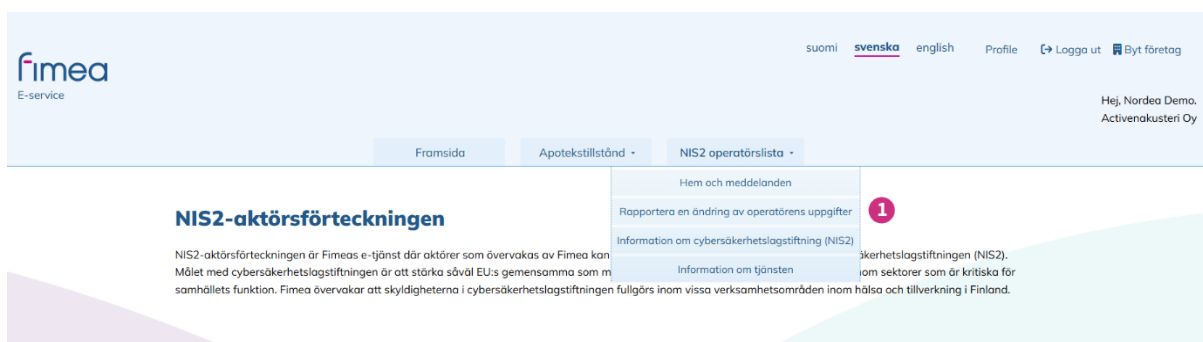 suomi svenska english Profile Logga ut Byt företag
fimea
E-service
Hej, Nordea Demo.
Activenakusteri Oy
Framsida Apotekstillstånd NIS2 operatörslista
Hem och meddelanden
Rapportera en ändring av operatörens uppgifter 1
Information om cybersäkerhetslagstiftning (NIS2)
Information om tjänsten
NIS2-aktörsförteckningen
NIS2-aktörsförteckningen är Fimeas e-tjänst där aktörer som övervakas av Fimea kan äkerhetslagstiftningen (NIS2).
Målet med cybersäkerhetslagstiftningen är att stärka såväl EU:s gemensamma som m om sektorer som är kritiska för
samhällets funktion. Fimea övervakar att skyldigheterna i cybersäkerhetslagstiftningen fullgörs inom vissa verksamhetsområden inom hälsa och tillverkning i Finland.